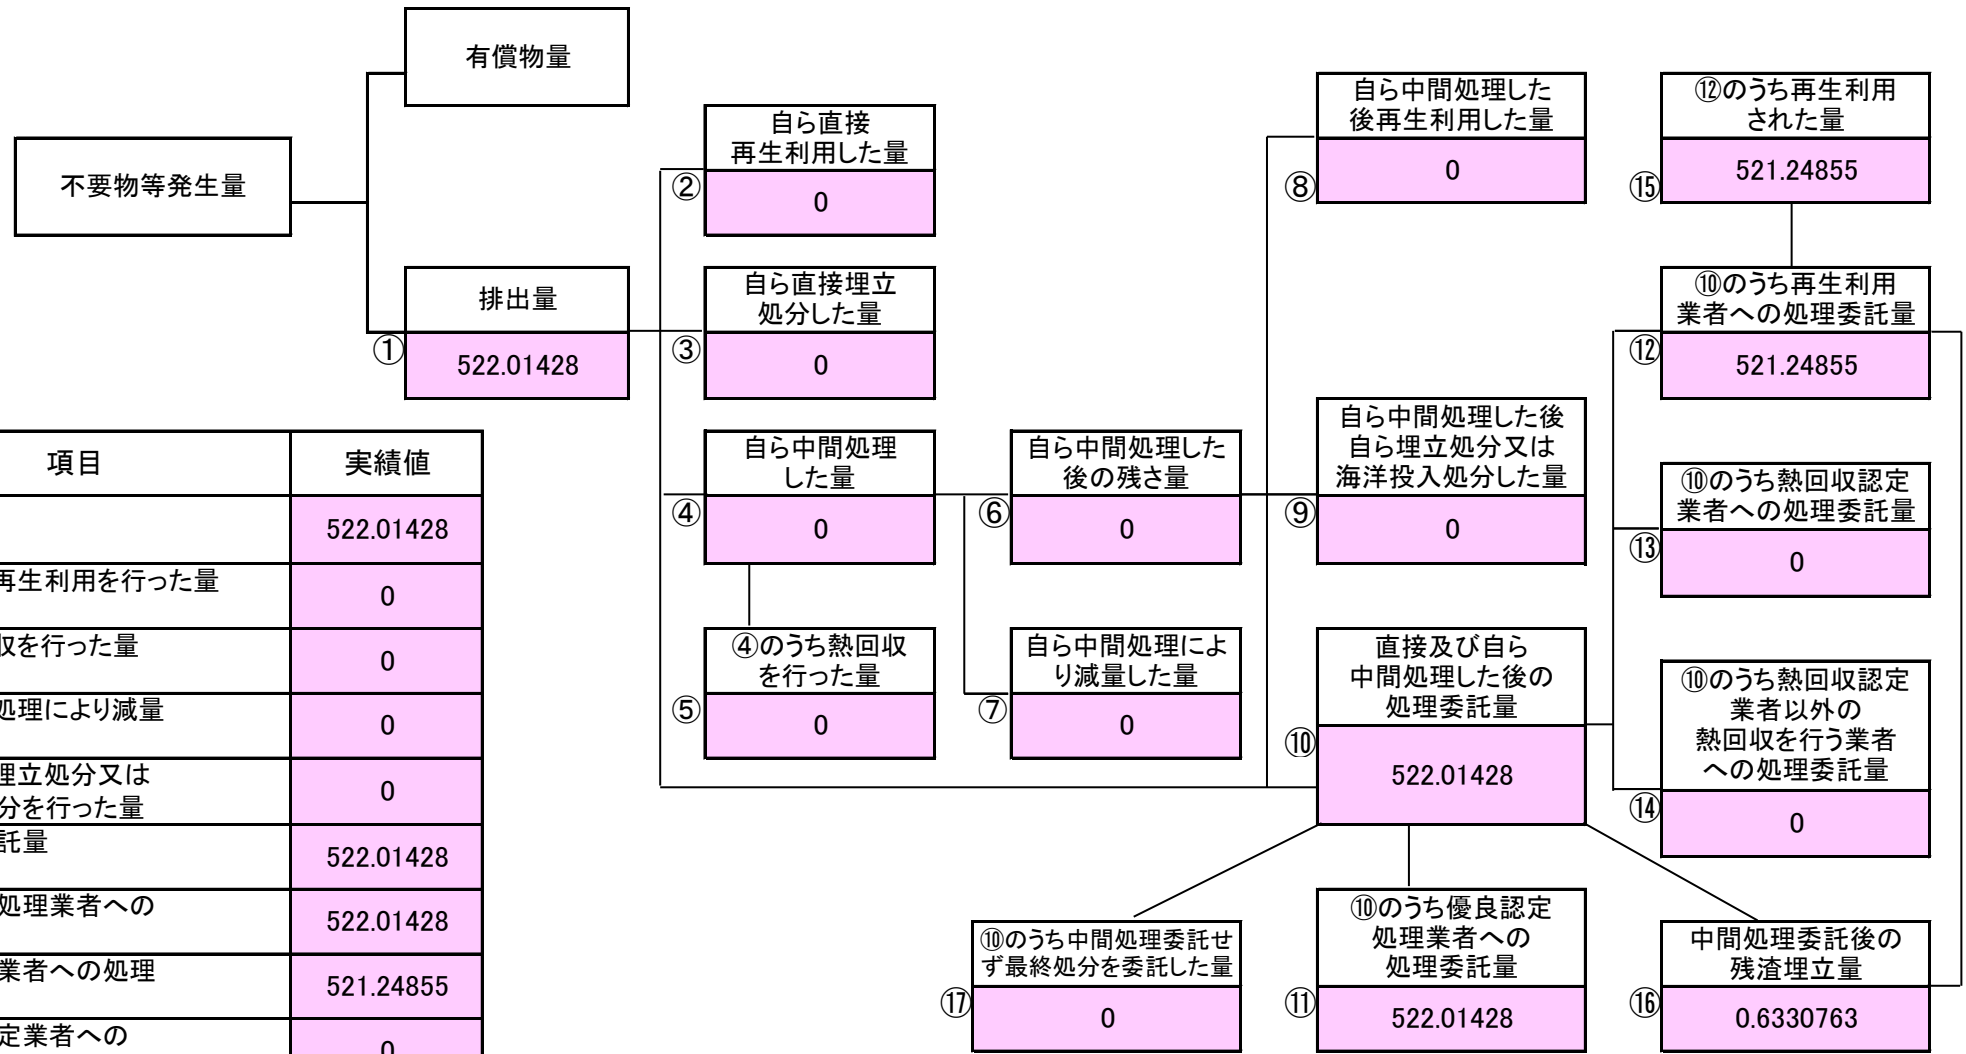 有償物量
不要物等発生量
排出量
①
522.01428
自ら直接
再生利用した量
②
0
自ら直接埋立
処分した量
③
0
自ら中間処理
した量
④
0
④のうち熱回収
を行った量
⑤
0
自ら中間処理した
後の残さ量
⑥
0
自ら中間処理によ
り減量した量
⑦
0
自ら中間処理した
後再生利用した量
⑧
0
自ら中間処理した後
自ら埋立処分又は
海洋投入処分した量
⑨
0
直接及び自ら
中間処理した後の
処理委託量
⑩
522.01428
⑩のうち中間処理委託せ
ず最終処分を委託した量
⑰
0
⑩のうち優良認定
処理業者への
処理委託量
⑪
522.01428
⑫のうち再生利用
された量
⑮
521.24855
⑩のうち再生利用
業者への処理委託量
⑫
521.24855
⑩のうち熱回収認定
業者への処理委託量
⑬
0
⑩のうち熱回収認定
業者以外の
熱回収を行う業者
への処理委託量
⑭
0
中間処理委託後の
残渣埋立量
⑯
0.6330763
項目
実績値
522.01428
再生利用を行った量
0
収を行った量
0
処理により減量
0
埋立処分又は
分を行った量
0
託量
522.01428
処理業者への
522.01428
業者への処理
521.24855
定業者への
0